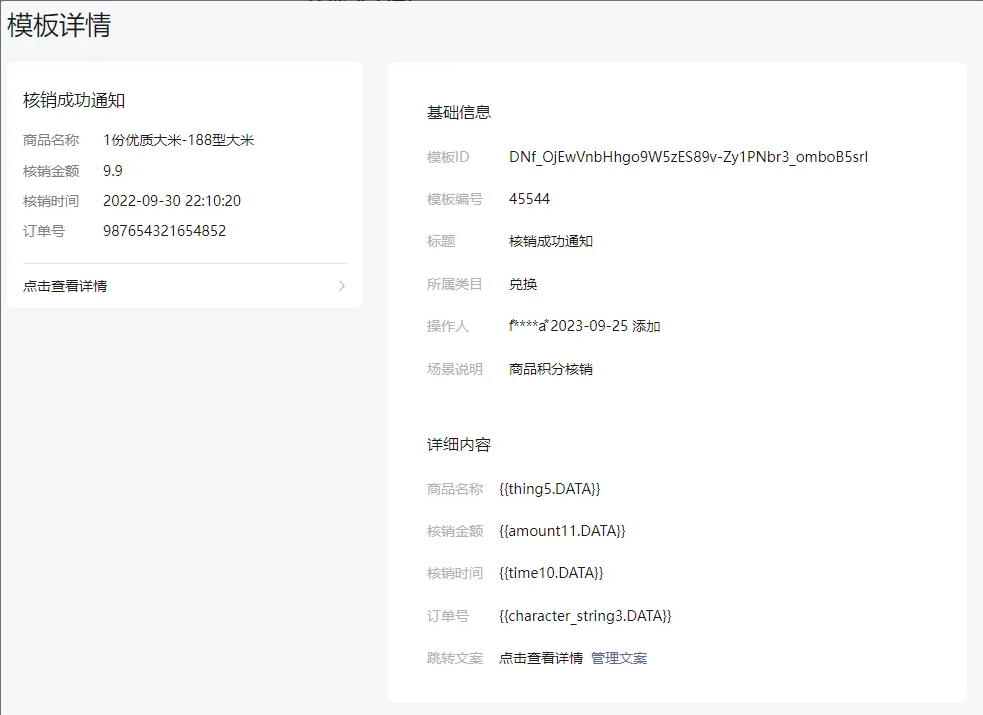 模板详情
核销成功通知
商品名称 1份优质大米-188型大米
核销金额 9.9
核销时间 2022-09-30 22:10:20
订单号 987654321654852
点击查看详情
基础信息
模板ID DNf_OjEwVnbHhgo9W5zES89v-Zy1PNbr3_omboB5srI
模板编号 45544
标题 核销成功通知
所属类目 兑换
操作人 f****a* 2023-09-25 添加
场景说明 商品积分核销
详细内容
商品名称 {{thing5.DATA}}
核销金额 {{amount11.DATA}}
核销时间 {{time10.DATA}}
订单号 {{character_string3.DATA}}
跳转文案 点击查看详情 管理文案